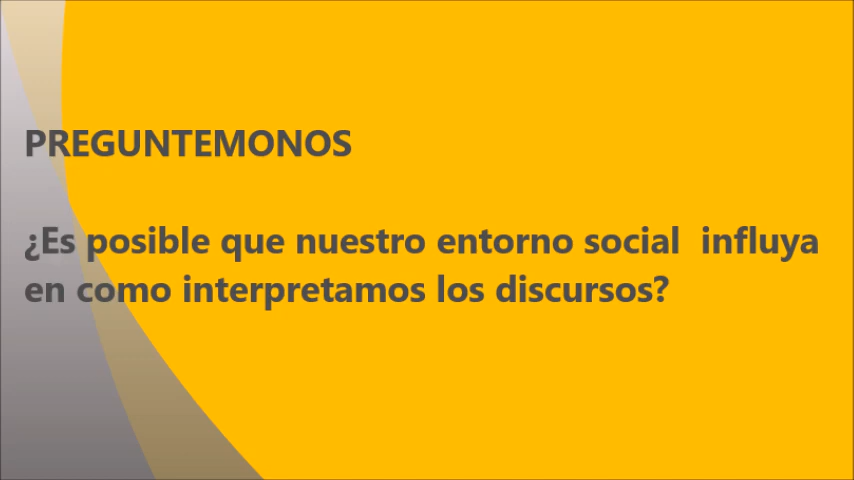 PREGUNTEMONOS
¿Es posible que nuestro entorno social  influya
en como interpretamos los discursos?